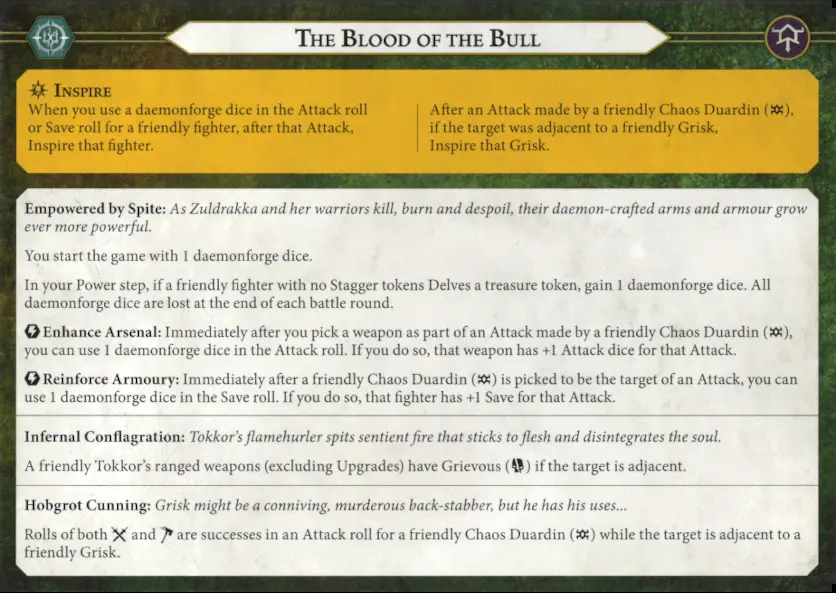 THE BLOOD OF THE BULL
INSPIRE
When you use a daemonforge dice in the Attack roll
or Save roll for a friendly fighter, after that Attack,
Inspire that fighter.
After an Attack made by a friendly Chaos Duardin ( ),
if the target was adjacent to a friendly Grisk,
Inspire that Grisk.
Empowered by Spite: As Zuldrakka and her warriors kill, burn and despoil, their daemon-crafted arms and armour grow
ever more powerful.
You start the game with 1 daemonforge dice.
In your Power step, if a friendly fighter with no Stagger tokens Delves a treasure token, gain 1 daemonforge dice. All
daemonforge dice are lost at the end of each battle round.
Enhance Arsenal: Immediately after you pick a weapon as part of an Attack made by a friendly Chaos Duardin ( ),
you can use 1 daemonforge dice in the Attack roll. If you do so, that weapon has +1 Attack dice for that Attack.
Reinforce Armoury: Immediately after a friendly Chaos Duardin ( ) is picked to be the target of an Attack, you can
use 1 daemonforge dice in the Save roll. If you do so, that fighter has +1 Save for that Attack.
Infernal Conflagration: Tokkor's flamehurler spits sentient fire that sticks to flesh and disintegrates the soul.
A friendly Tokkor's ranged weapons (excluding Upgrades) have Grievous ( ) if the target is adjacent.
Hobgrot Cunning: Grisk might be a conniving, murderous back-stabber, but he has his uses...
Rolls of both and are successes in an Attack roll for a friendly Chaos Duardin ( ) while the target is adjacent to a
friendly Grisk.